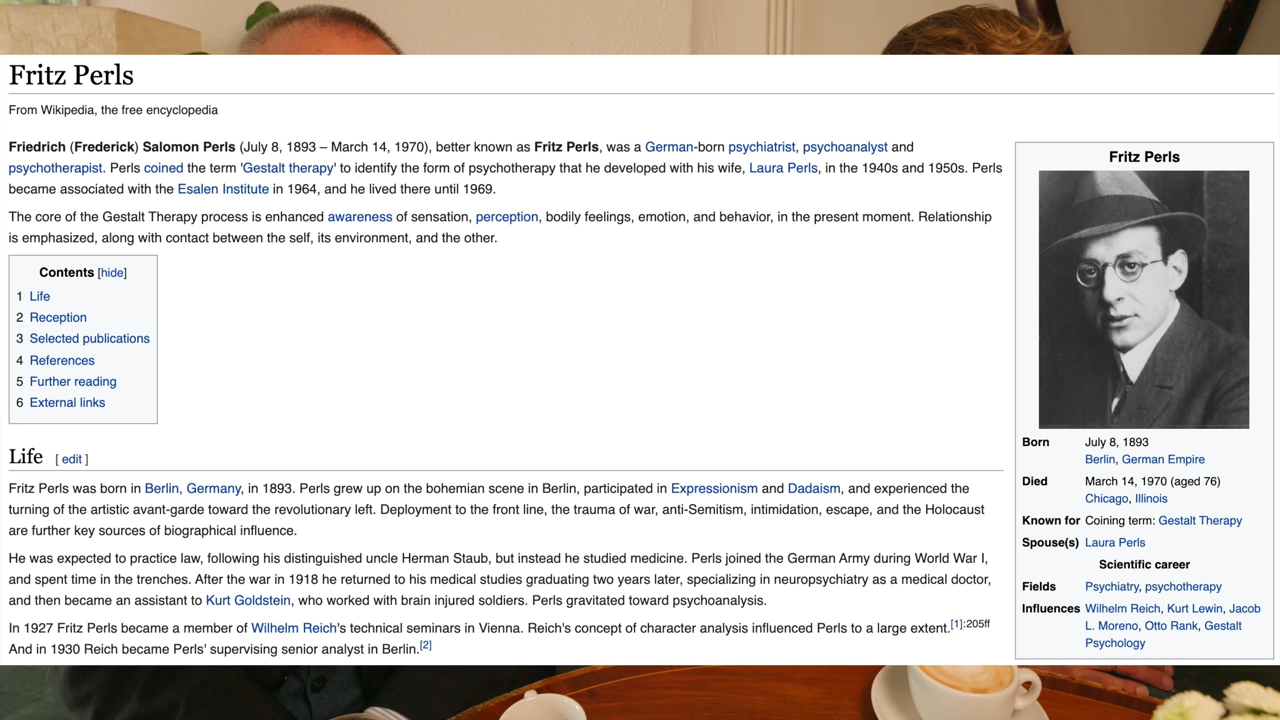 Fritz Perls
From Wikipedia, the free encyclopedia
Friedrich (Frederick) Salomon Perls (July 8, 1893 – March 14, 1970), better known as Fritz Perls, was a German-born psychiatrist, psychoanalyst and
psychotherapist. Perls coined the term 'Gestalt therapy' to identify the form of psychotherapy that he developed with his wife, Laura Perls, in the 1940s and 1950s. Perls
became associated with the Esalen Institute in 1964, and he lived there until 1969.
The core of the Gestalt Therapy process is enhanced awareness of sensation, perception, bodily feelings, emotion, and behavior, in the present moment. Relationship
is emphasized, along with contact between the self, its environment, and the other.
Contents [hide]
1 Life
2 Reception
3 Selected publications
4 References
5 Further reading
6 External links
Life [ edit ]
Fritz Perls was born in Berlin, Germany, in 1893. Perls grew up on the bohemian scene in Berlin, participated in Expressionism and Dadaism, and experienced the
turning of the artistic avant-garde toward the revolutionary left. Deployment to the front line, the trauma of war, anti-Semitism, intimidation, escape, and the Holocaust
are further key sources of biographical influence.
He was expected to practice law, following his distinguished uncle Herman Staub, but instead he studied medicine. Perls joined the German Army during World War I,
and spent time in the trenches. After the war in 1918 he returned to his medical studies graduating two years later, specializing in neuropsychiatry as a medical doctor,
and then became an assistant to Kurt Goldstein, who worked with brain injured soldiers. Perls gravitated toward psychoanalysis.
In 1927 Fritz Perls became a member of Wilhelm Reich's technical seminars in Vienna. Reich's concept of character analysis influenced Perls to a large extent.[1]:205ff
And in 1930 Reich became Perls' supervising senior analyst in Berlin.[2]
Fritz Perls
Born July 8, 1893
Berlin, German Empire
Died March 14, 1970 (aged 76)
Chicago, Illinois
Known for Coining term: Gestalt Therapy
Spouse(s) Laura Perls
Scientific career
Fields Psychiatry, psychotherapy
Influences Wilhelm Reich, Kurt Lewin, Jacob
L. Moreno, Otto Rank, Gestalt
Psychology